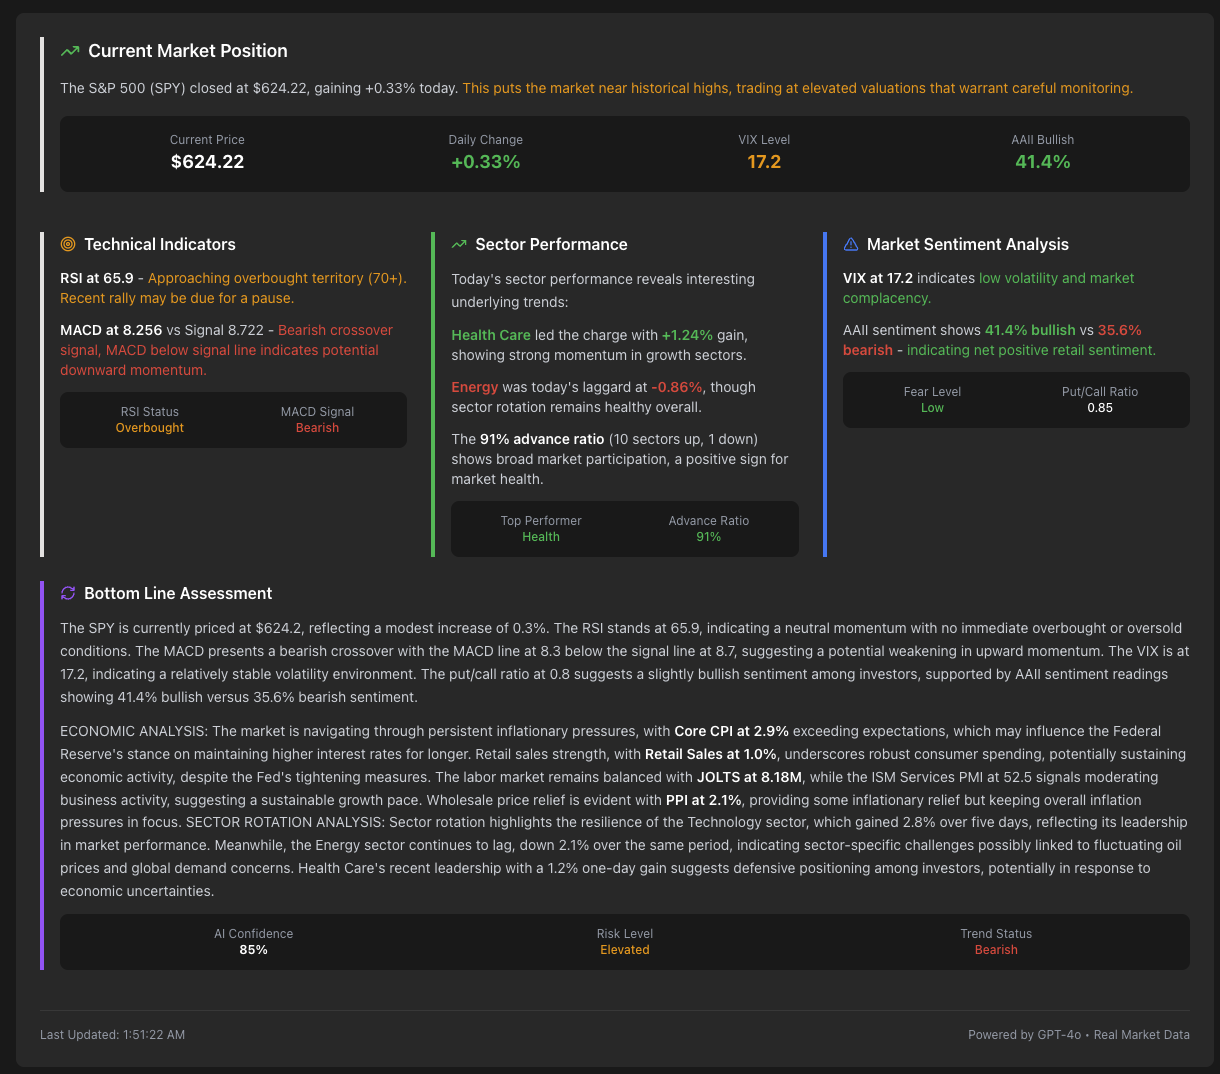 Current Market Position
The S&P 500 (SPY) closed at $624.22, gaining +0.33% today. This puts the market near historical highs, trading at elevated valuations that warrant careful monitoring.
Current Price
$624.22
Daily Change
+0.33%
VIX Level
17.2
AAII Bullish
41.4%
Technical Indicators
RSI at 65.9 - Approaching overbought territory (70+).
Recent rally may be due for a pause.
MACD at 8.256 vs Signal 8.722 - Bearish crossover
signal, MACD below signal line indicates potential
downward momentum.
RSI Status
Overbought
MACD Signal
Bearish
Sector Performance
Today's sector performance reveals interesting
underlying trends:
Health Care led the charge with +1.24% gain,
showing strong momentum in growth sectors.
Energy was today's laggard at -0.86%, though
sector rotation remains healthy overall.
The 91% advance ratio (10 sectors up, 1 down)
shows broad market participation, a positive sign for
market health.
Top Performer
Health
Advance Ratio
91%
Market Sentiment Analysis
VIX at 17.2 indicates low volatility and market
complacency.
AAII sentiment shows 41.4% bullish vs 35.6%
bearish - indicating net positive retail sentiment.
Fear Level
Low
Put/Call Ratio
0.85
Bottom Line Assessment
The SPY is currently priced at $624.2, reflecting a modest increase of 0.3%. The RSI stands at 65.9, indicating a neutral momentum with no immediate overbought or oversold
conditions. The MACD presents a bearish crossover with the MACD line at 8.3 below the signal line at 8.7, suggesting a potential weakening in upward momentum. The VIX is at
17.2, indicating a relatively stable volatility environment. The put/call ratio at 0.8 suggests a slightly bullish sentiment among investors, supported by AAII sentiment readings
showing 41.4% bullish versus 35.6% bearish sentiment.
ECONOMIC ANALYSIS: The market is navigating through persistent inflationary pressures, with Core CPI at 2.9% exceeding expectations, which may influence the Federal
Reserve's stance on maintaining higher interest rates for longer. Retail sales strength, with Retail Sales at 1.0%, underscores robust consumer spending, potentially sustaining
economic activity, despite the Fed's tightening measures. The labor market remains balanced with JOLTS at 8.18M, while the ISM Services PMI at 52.5 signals moderating
business activity, suggesting a sustainable growth pace. Wholesale price relief is evident with PPI at 2.1%, providing some inflationary relief but keeping overall inflation
pressures in focus. SECTOR ROTATION ANALYSIS: Sector rotation highlights the resilience of the Technology sector, which gained 2.8% over five days, reflecting its leadership
in market performance. Meanwhile, the Energy sector continues to lag, down 2.1% over the same period, indicating sector-specific challenges possibly linked to fluctuating oil
prices and global demand concerns. Health Care's recent leadership with a 1.2% one-day gain suggests defensive positioning among investors, potentially in response to
economic uncertainties.
AI Confidence
85%
Risk Level
Elevated
Trend Status
Bearish
Last Updated: 1:51:22 AM
Powered by GPT-4o • Real Market Data